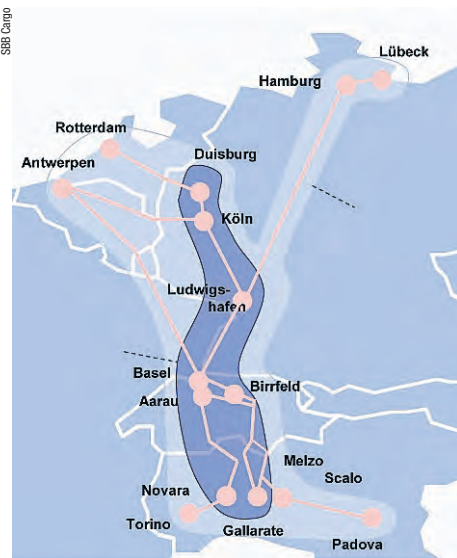 SBB Cargo
Lübeck
Hamburg
Rotterdam
Antwerpen
Duisburg
Köln
Ludwigs-
hafen
Basel
Aarau
Birrfeld
Melzo
Scalo
Novara
Torino
Gallarate
Padova